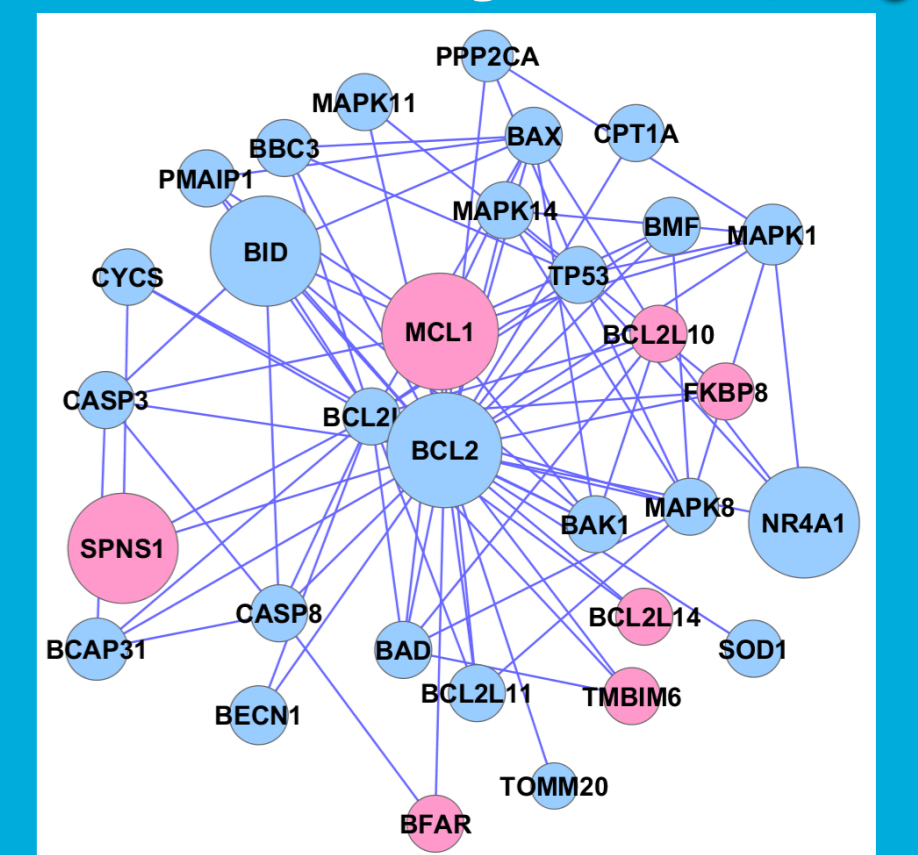 PPP2CA
MAPK11
BAX
CPT1A
BBC3
PMAIP1
MAPK14
BMF
MAPK1
BID
TP53
CYCS
MCL1
BCL2L10
FKBP8
CASP3
BCL2
MAPK8
BAK1
NR4A1
SPNS1
CASP8
BCL2L14
BCAP31
BAD
SOD1
BCL2L11
TMBIM6
BECN1
TOMM20
BFAR